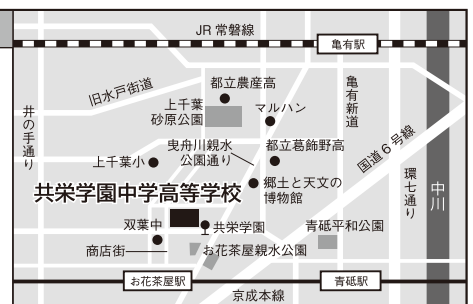 JR 常磐線
亀有駅
旧水戸街道
都立農産高
上千葉
砂原公園
マルハン
亀有新道
井の手通り
曳舟川親水
公園通り
都立葛飾野高
国道6号線
上千葉小
郷土と天文の
博物館
環七通り
中川
共栄学園中学高等学校
双葉中
共栄学園
青砥平和公園
商店街
お花茶屋親水公園
お花茶屋駅
青砥駅
京成本線